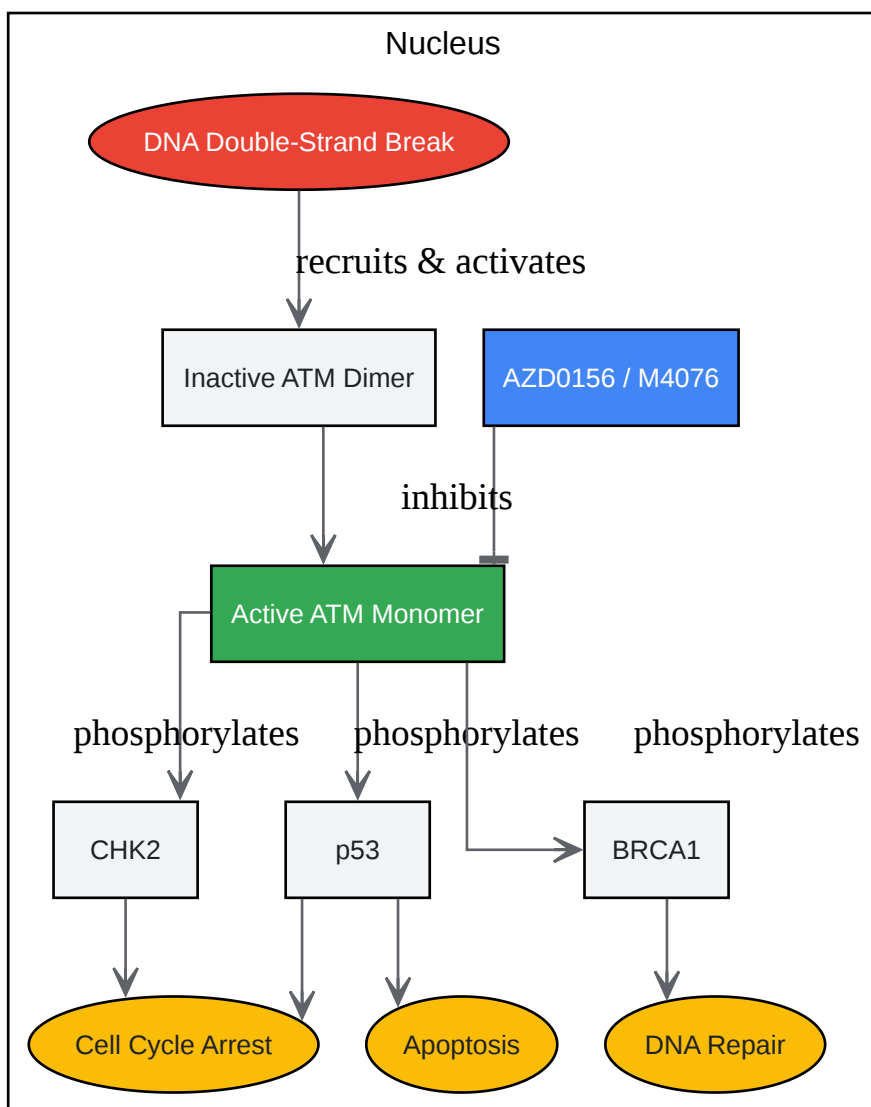 Nucleus
DNA Double-Strand Break
recruits & activates
Inactive ATM Dimer
AZD0156 / M4076
inhibits
Active ATM Monomer
phosphorylates
phosphorylates
phosphorylates
CHK2
p53
BRCA1
Cell Cycle Arrest
Apoptosis
DNA Repair